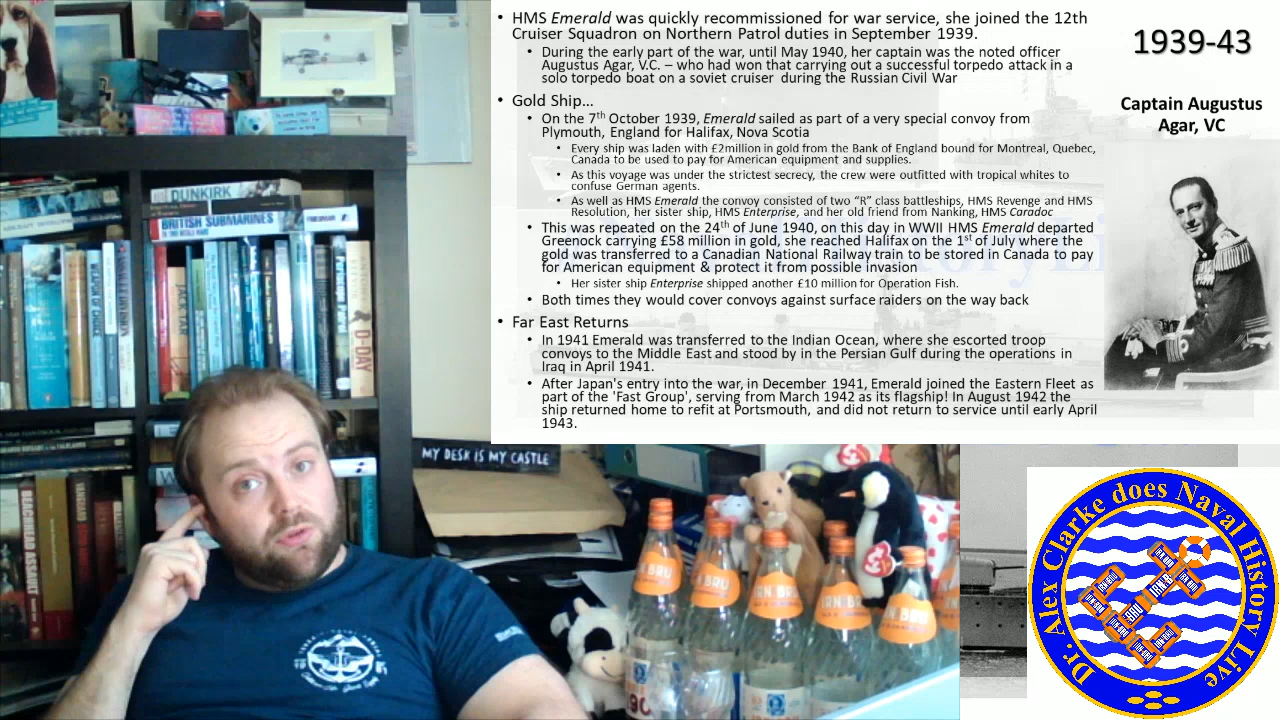 HMS Emerald was quickly recommissioned for war service, she joined the 12th
Cruiser Squadron on Northern Patrol duties in September 1939.
During the early part of the war, until May 1940, her captain was the noted officer
Augustus Agar, V.C. – who had won that carrying out a successful torpedo attack in a
solo torpedo boat on a soviet cruiser during the Russian Civil War
Gold Ship…
On the 7th October 1939, Emerald sailed as part of a very special convoy from
Plymouth, England for Halifax, Nova Scotia
Every ship was laden with £2million in gold from the Bank of England bound for Montreal, Quebec,
Canada to be used to pay for American equipment and supplies.
As this voyage was under the strictest secrecy, the crew were outfitted with tropical whites to
confuse German agents.
As well as HMS Emerald the convoy consisted of two “R” class battleships, HMS Revenge and HMS
Resolution, her sister ship, HMS Enterprise, and her old friend from Nanking, HMS Caradoc
This was repeated on the 24th of June 1940, on this day in WWII HMS Emerald departed
Greenock carrying £58 million in gold, she reached Halifax on the 1st of July where the
gold was transferred to a Canadian National Railway train to be stored in Canada to pay
for American equipment & protect it from possible invasion
Her sister ship Enterprise shipped another £10 million for Operation Fish.
Both times they would cover convoys against surface raiders on the way back
Far East Returns
In 1941 Emerald was transferred to the Indian Ocean, where she escorted troop
convoys to the Middle East and stood by in the Persian Gulf during the operations in
Iraq in April 1941.
After Japan's entry into the war, in December 1941, Emerald joined the Eastern Fleet as
part of the 'Fast Group', serving from March 1942 as its flagship! In August 1942 the
ship returned home to refit at Portsmouth, and did not return to service until early April
1943.
1939-43
Captain Augustus
Agar, VC
DUNKIRK
BRITISH SUBMARINES
D-DAY
BEACHHEAD ASSAULT
MY DESK IS MY CASTLE
IRN BRU
Dr. Alex Clarke does Naval History Live